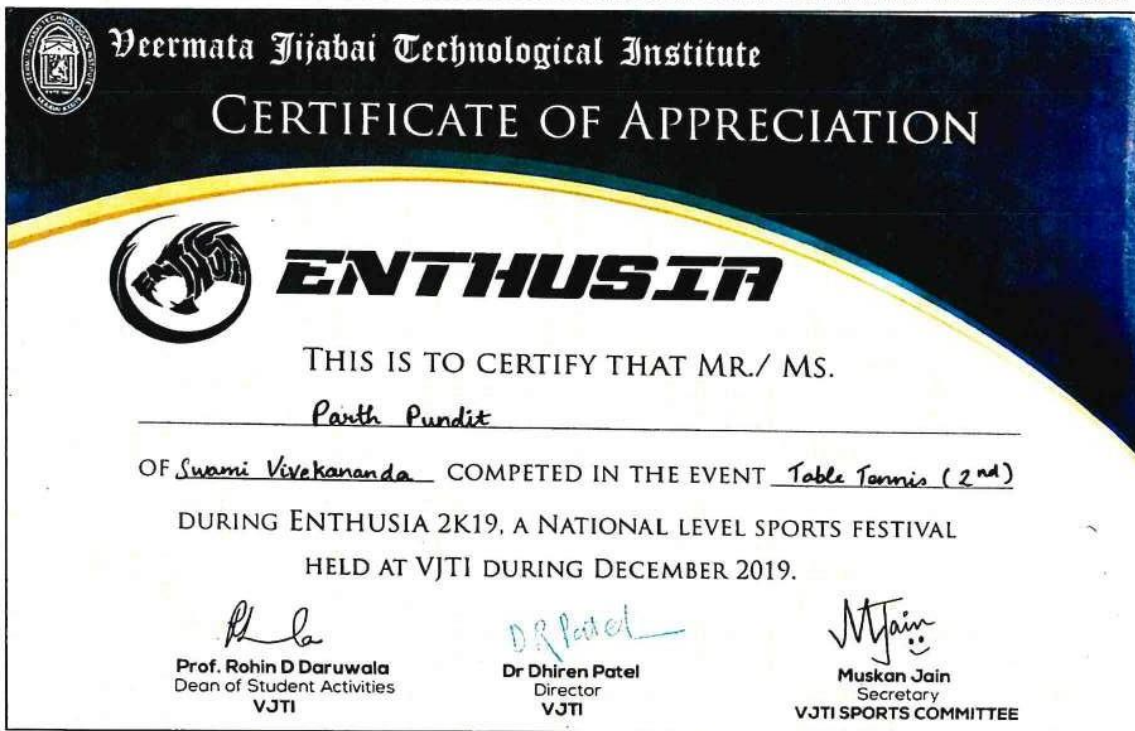 Veermata Jijabai Technological Institute
CERTIFICATE OF APPRECIATION
ENTHUSIA
THIS IS TO CERTIFY THAT MR./ MS.
Parth Pundit
OF Swami Vivekananda COMPETED IN THE EVENT Table Tennis (2nd)
DURING ENTHUSIA 2K19, A NATIONAL LEVEL SPORTS FESTIVAL
HELD AT VJTI DURING DECEMBER 2019.
D R Patel
MJain
Prof. Rohin D Daruwala
Dean of Student Activities
VJTI
Dr Dhiren Patel
Director
VJTI
Muskan Jain
Secretary
VJTI SPORTS COMMITTEE